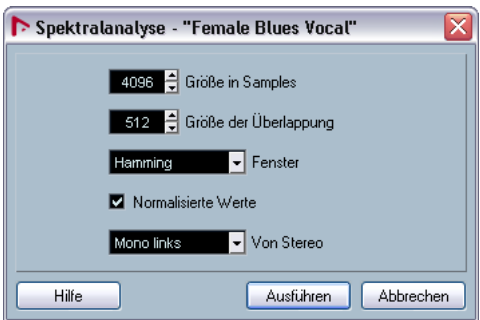 Spektralanalyse - "Female Blues Vocal"
4096 Größe in Samples
512 Größe der Überlappung
Hamming Fenster
Normalisierte Werte
Mono links Von Stereo
Hilfe Ausführen Abbrechen